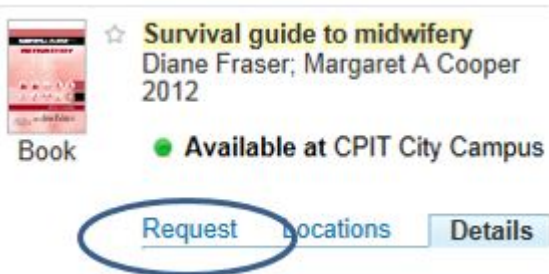 Survival guide to midwifery
Diane Fraser; Margaret A Cooper
2012
Available at CPIT City Campus
Book
Request Locations Details